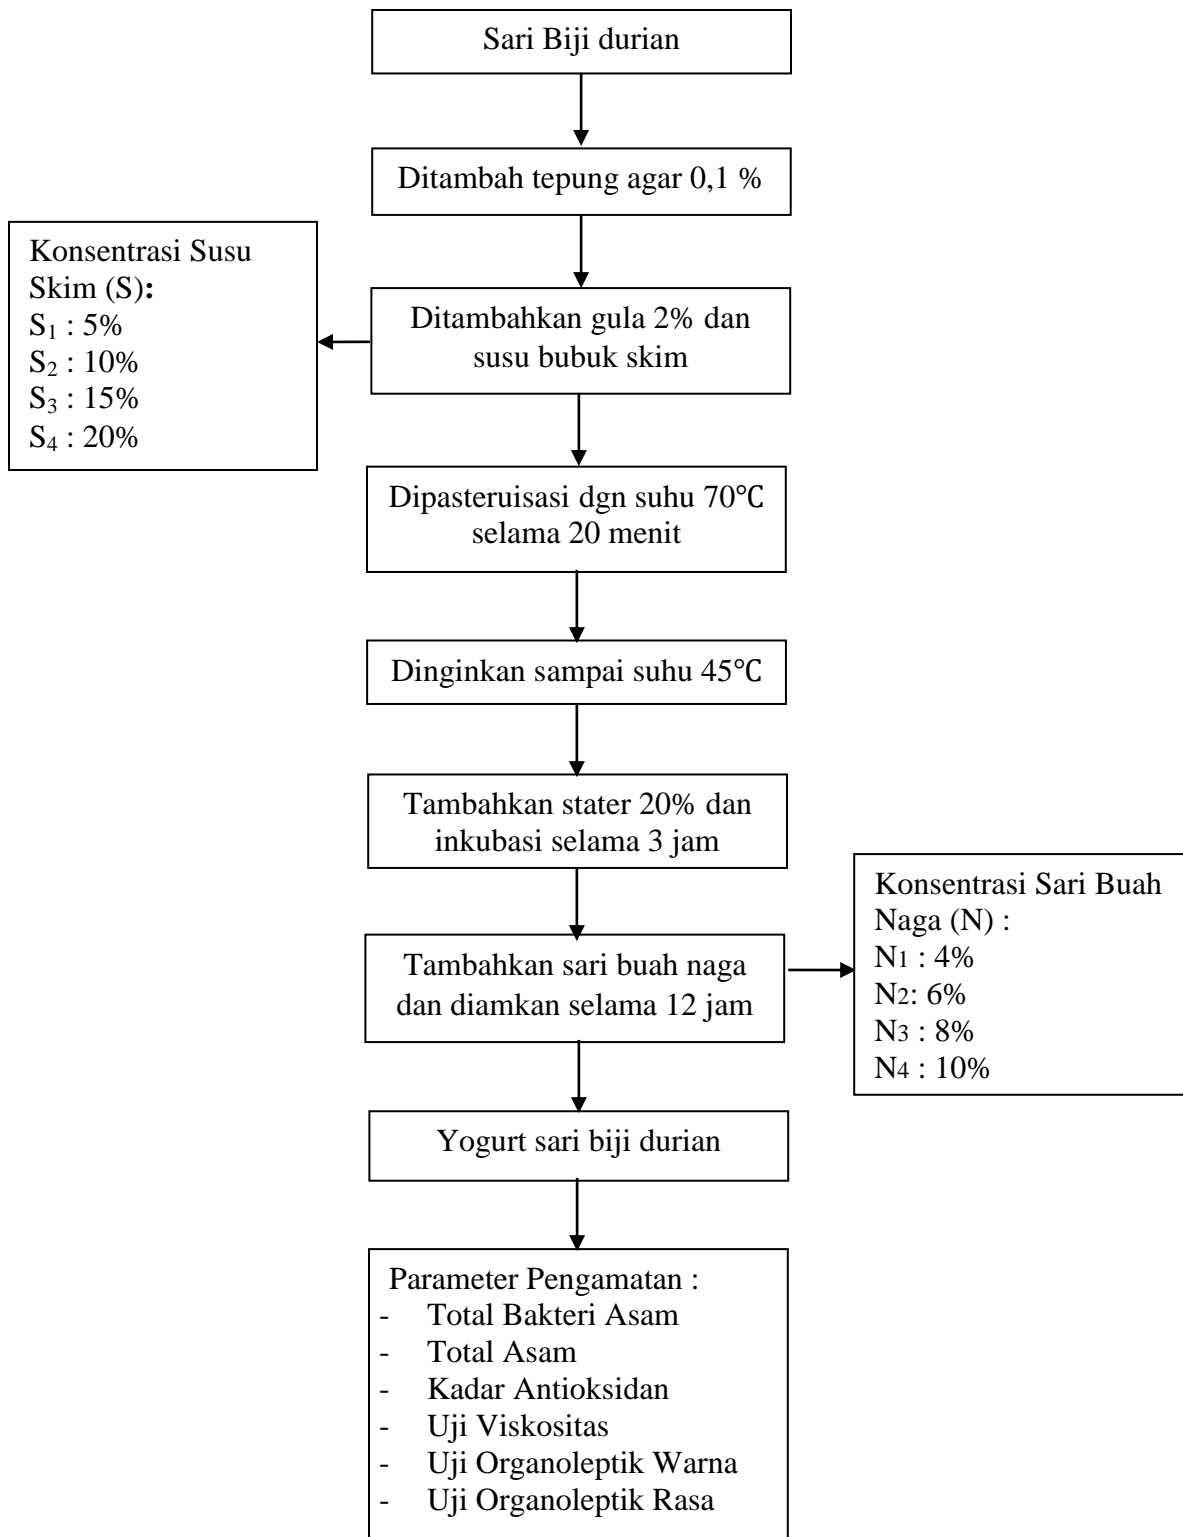 Sari Biji durian
Ditambah tepung agar 0,1 %
Konsentrasi Susu
Skim (S):
S₁ : 5%
S₂ : 10%
S₃ : 15%
S₄ : 20%
Ditambahkan gula 2% dan
susu bubuk skim
Dipasteruisasi dgn suhu 70℃
selama 20 menit
Dinginkan sampai suhu 45℃
Tambahkan stater 20% dan
inkubasi selama 3 jam
Tambahkan sari buah naga
dan diamkan selama 12 jam
Konsentrasi Sari Buah
Naga (N) :
N1 : 4%
N2: 6%
N3 : 8%
N4 : 10%
Yogurt sari biji durian
Parameter Pengamatan :
- Total Bakteri Asam
- Total Asam
- Kadar Antioksidan
- Uji Viskositas
- Uji Organoleptik Warna
- Uji Organoleptik Rasa